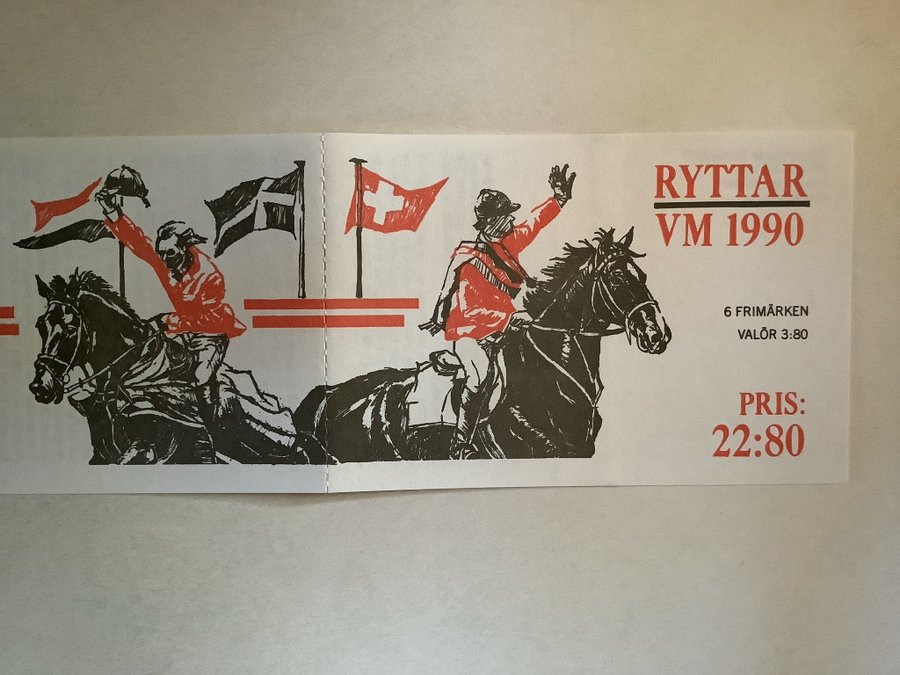 RYTTAR
VM 1990
6 FRIMÄRKEN
VALÖR 3:80
PRIS:
22:80